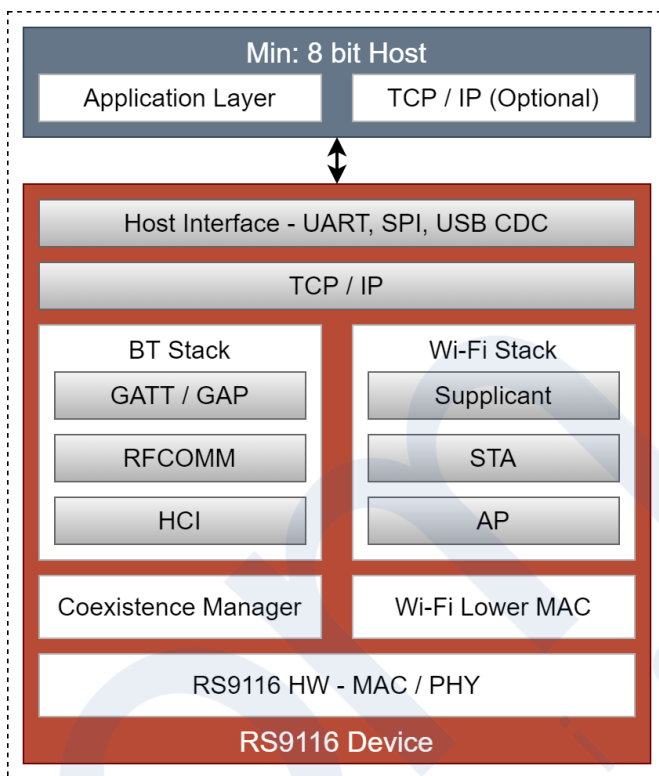 Min: 8 bit Host
Application Layer
TCP / IP (Optional)
Host Interface - UART, SPI, USB CDC
TCP / IP
BT Stack
GATT / GAP
RFCOMM
HCI
Wi-Fi Stack
Supplicant
STA
AP
Coexistence Manager
Wi-Fi Lower MAC
RS9116 HW - MAC / PHY
RS9116 Device